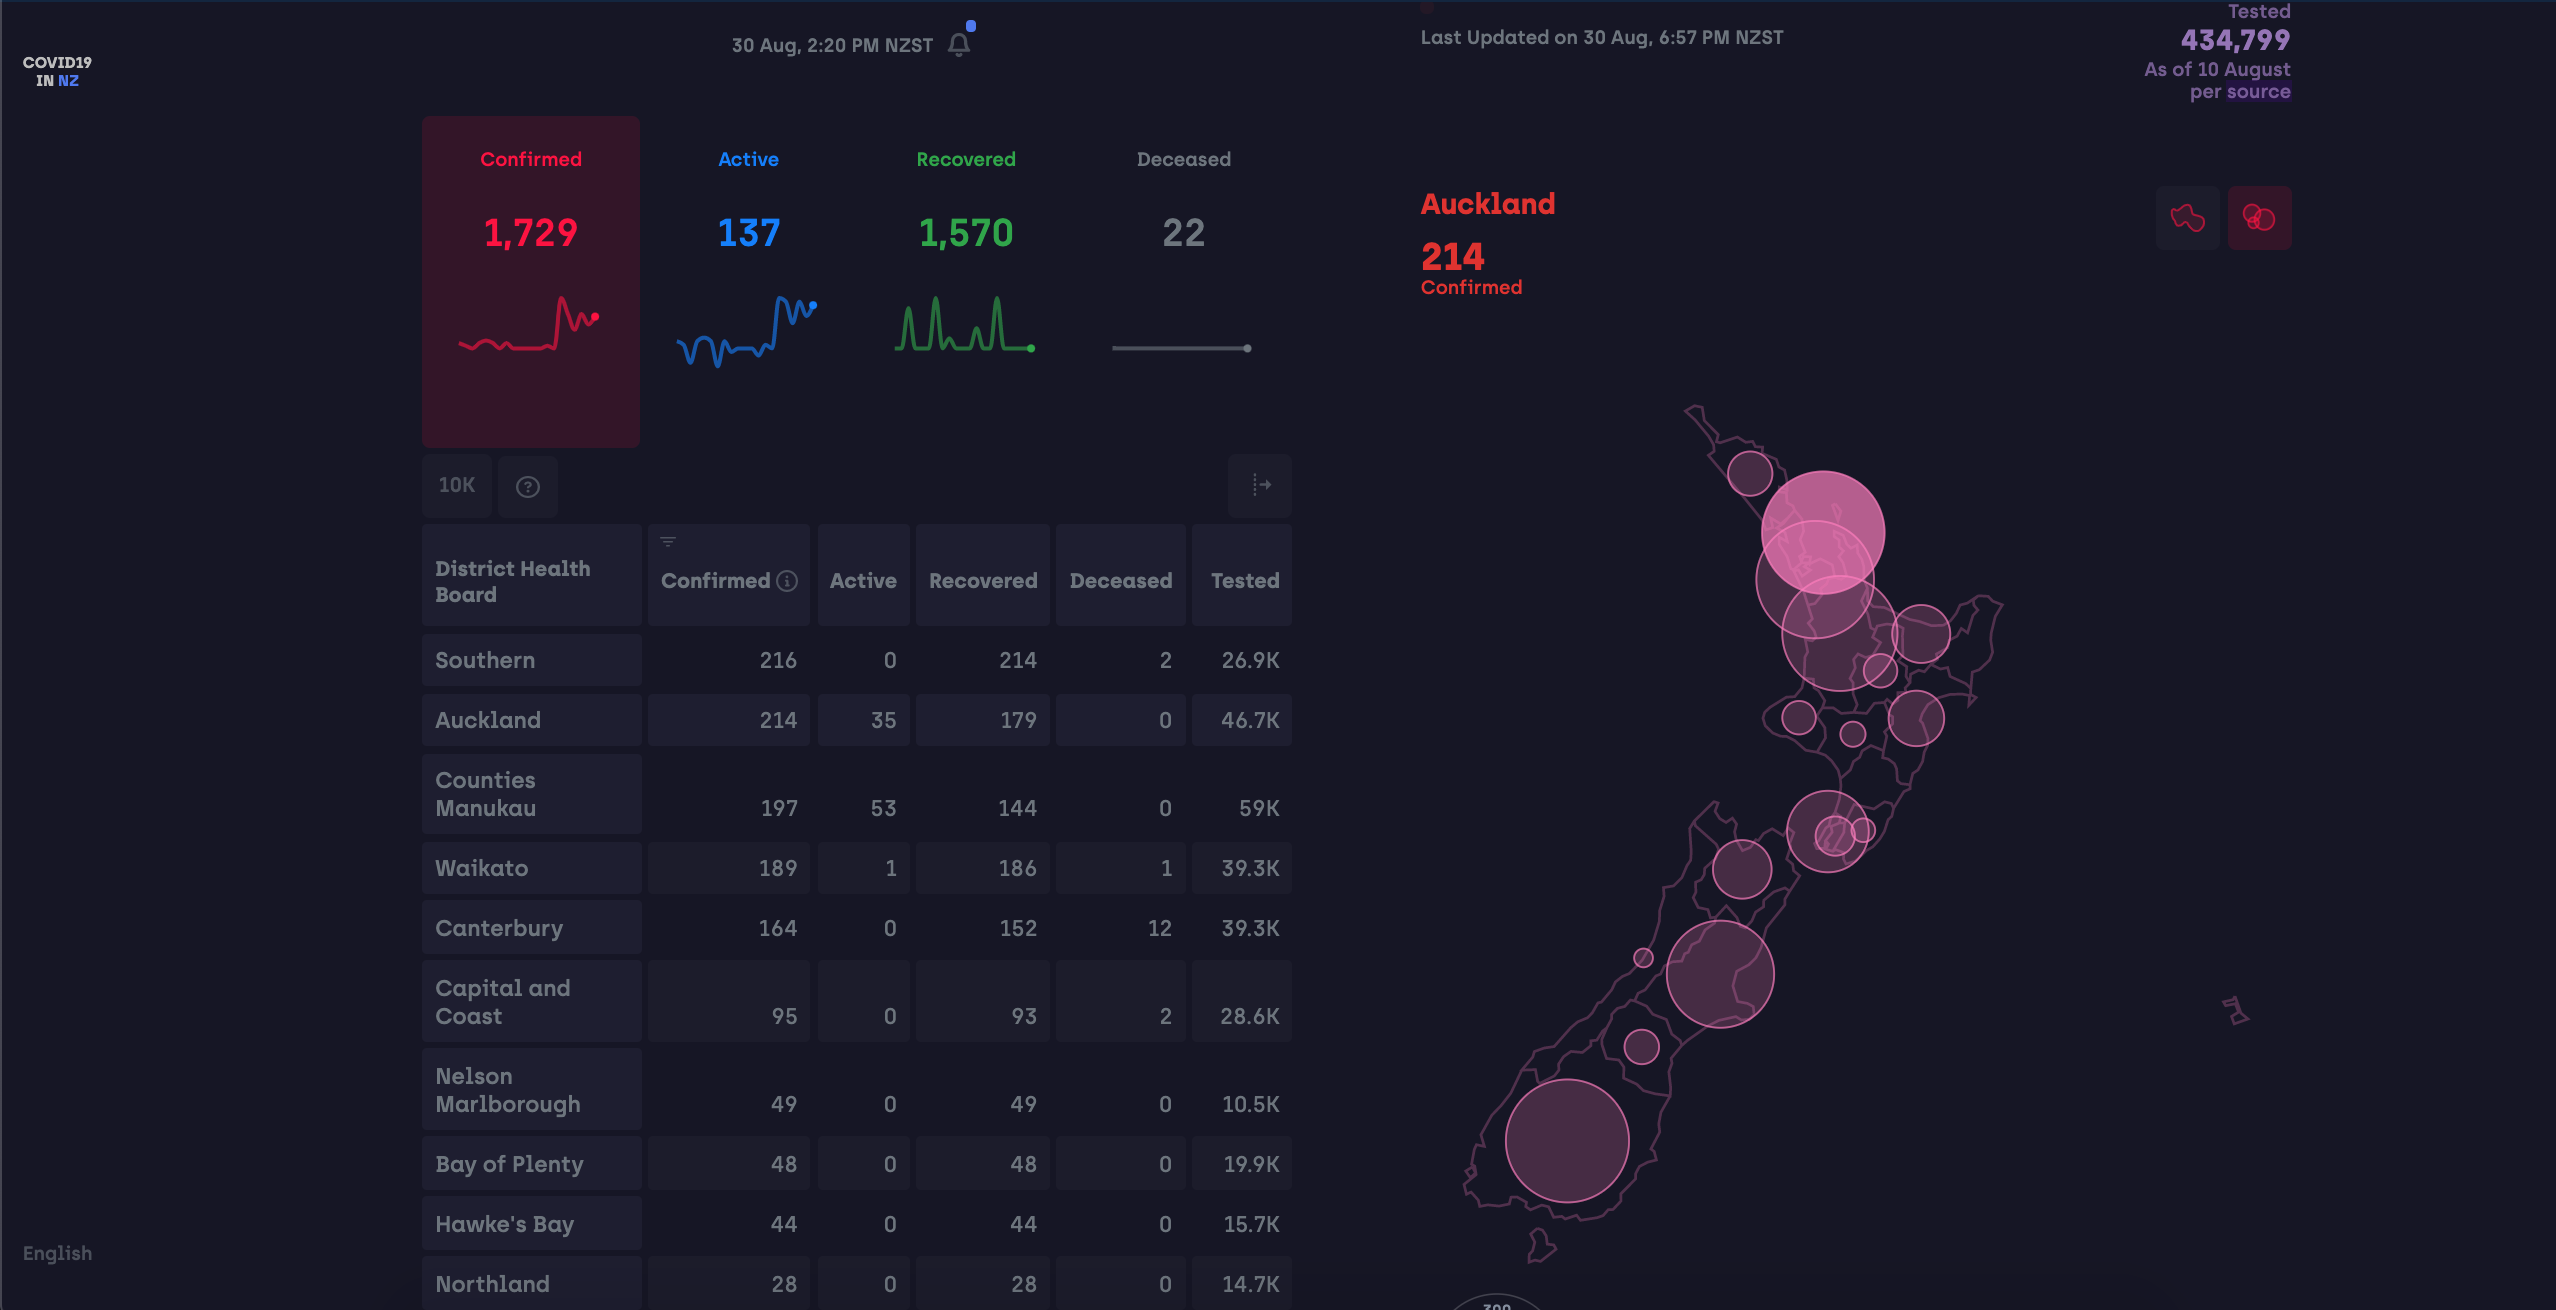 COVID19
IN NZ
30 Aug, 2:20 PM NZST
Last Updated on 30 Aug, 6:57 PM NZST
Tested
434,799
As of 10 August
per source
Confirmed Active Recovered Deceased
1,729 137 1,570 22
Auckland
214
Confirmed
10K
District Health
Board
Confirmed Active Recovered Deceased Tested
Southern 216 0 214 2 26.9K
Auckland 214 35 179 0 46.7K
Counties
Manukau 197 53 144 0 59K
Waikato 189 1 186 1 39.3K
Canterbury 164 0 152 12 39.3K
Capital and
Coast 95 0 93 2 28.6K
Nelson
Marlborough 49 0 49 0 10.5K
Bay of Plenty 48 0 48 0 19.9K
Hawke's Bay 44 0 44 0 15.7K
Northland 28 0 28 0 14.7K
English